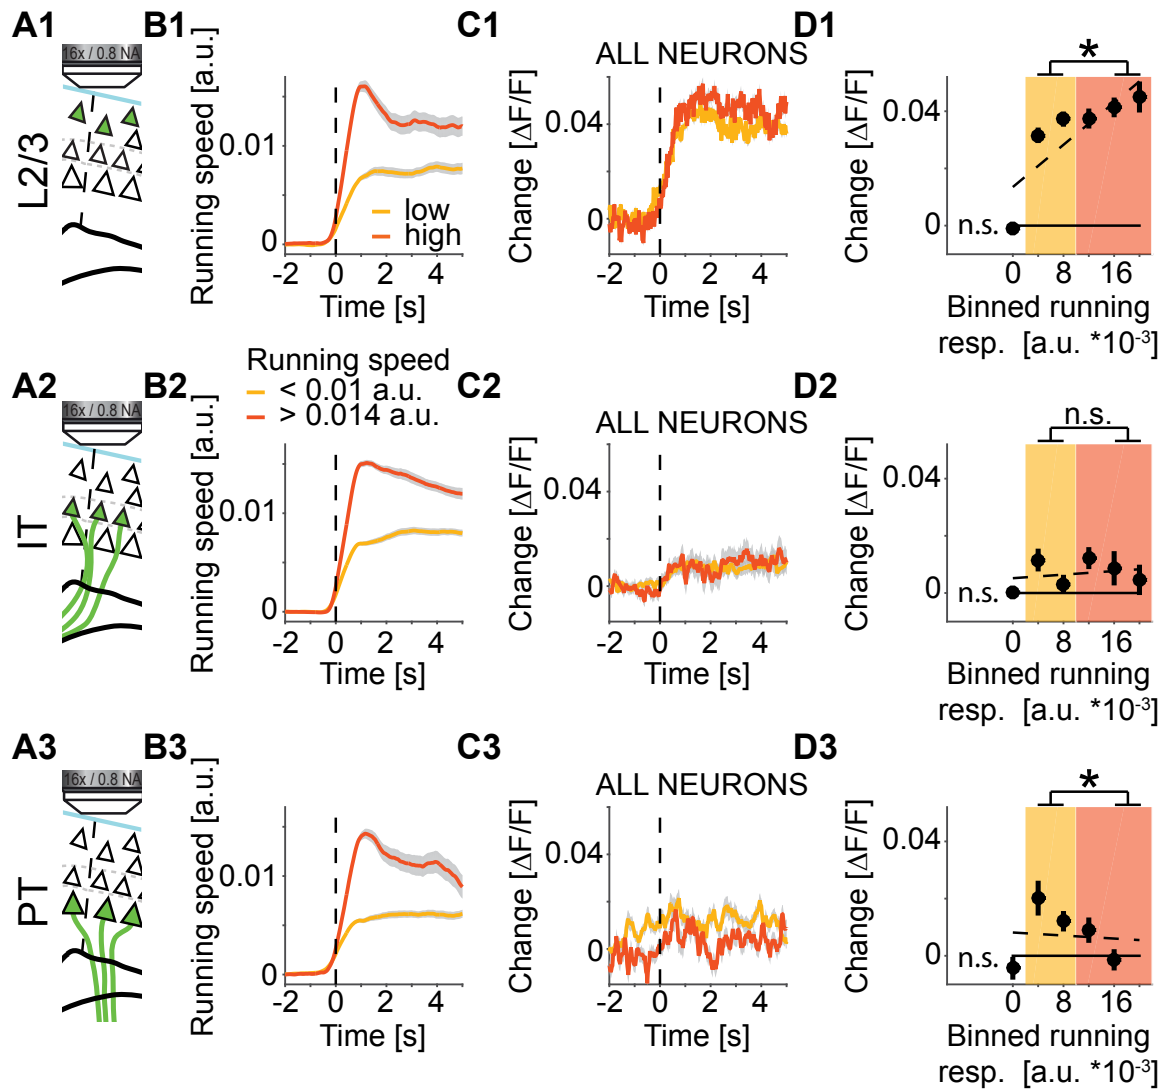 A1 B1 C1 D1
16x / 0.8 NA
L2/3
Running speed [a.u.]
0.01
0
low
high
-2 0 2 4
Time [s]
ALL NEURONS
Change [ΔF/F]
0.04
0
-2 0 2 4
Time [s]
*
Change [ΔF/F]
0.04
0
n.s.
0 8 16
Binned running
resp. [a.u. *10-3]
A2 B2 C2 D2
16x / 0.8 NA
IT
Running speed
< 0.01 a.u.
> 0.014 a.u.
Running speed [a.u.]
0.01
0
-2 0 2 4
Time [s]
ALL NEURONS
Change [ΔF/F]
0.04
0
-2 0 2 4
Time [s]
n.s.
Change [ΔF/F]
0.04
0
n.s.
0 8 16
Binned running
resp. [a.u. *10-3]
A3 B3 C3 D3
16x / 0.8 NA
PT
Running speed [a.u.]
0.01
0
-2 0 2 4
Time [s]
ALL NEURONS
Change [ΔF/F]
0.04
0
-2 0 2 4
Time [s]
*
Change [ΔF/F]
0.04
0
n.s.
0 8 16
Binned running
resp. [a.u. *10-3]